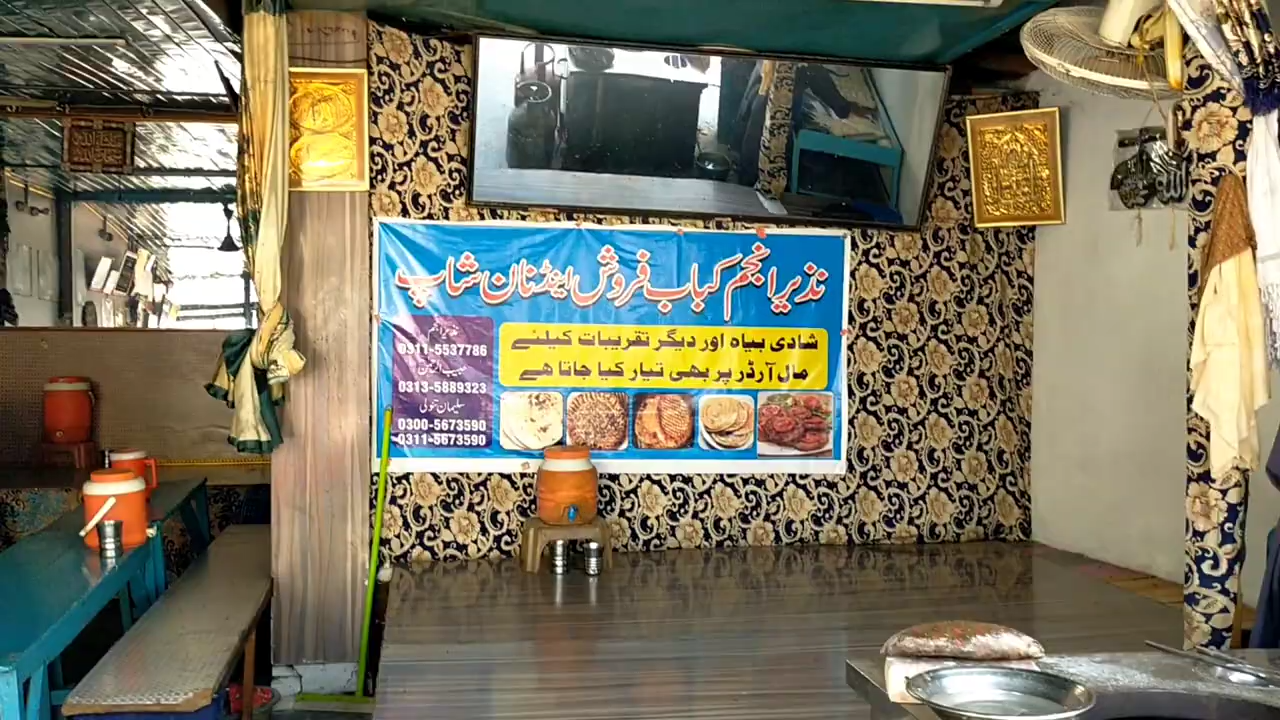 نذیر انجم کباب فروش اینڈ نان شاپ
شادی بیاہ اور دیگر تقریبات کیلئے
مال آرڈر پر بھی تیار کیا جاتا ہے
نذیر انجم
0311-5537786
0313-5889323
سلیمان تنولی
0300-5673590
0311-5673590
الله